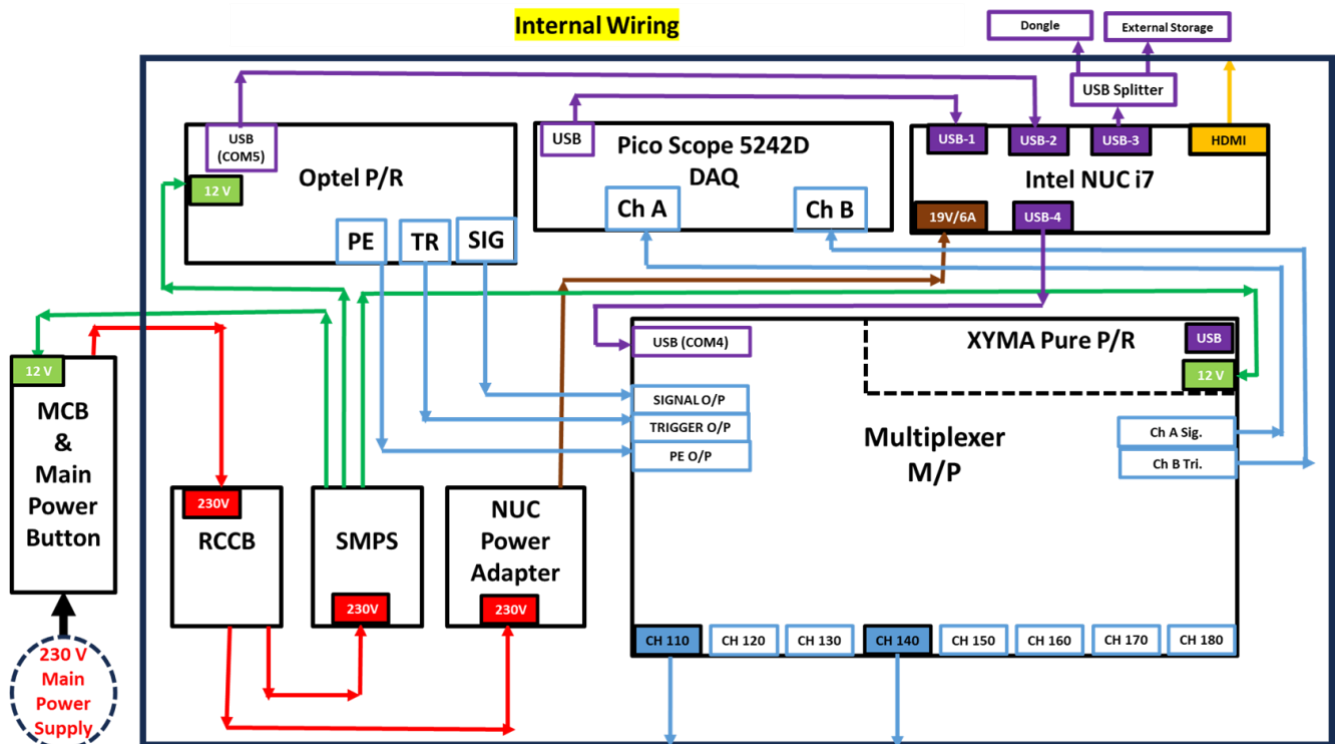 Internal Wiring
Dongle
External Storage
USB Splitter
USB
(COM5)
12 V
Optel P/R
PE
TR
SIG
USB
Pico Scope 5242D
DAQ
Ch A
Ch B
USB-1
USB-2
USB-3
HDMI
Intel NUC i7
19V/6A
USB-4
12 V
MCB
&
Main
Power
Button
230 V
Main
Power
Supply
230V
RCCB
SMPS
230V
NUC
Power
Adapter
230V
USB (COM4)
XYMA Pure P/R
USB
12 V
SIGNAL O/P
TRIGGER O/P
PE O/P
Multiplexer
M/P
Ch A Sig.
Ch B Tri.
CH 110
CH 120
CH 130
CH 140
CH 150
CH 160
CH 170
CH 180